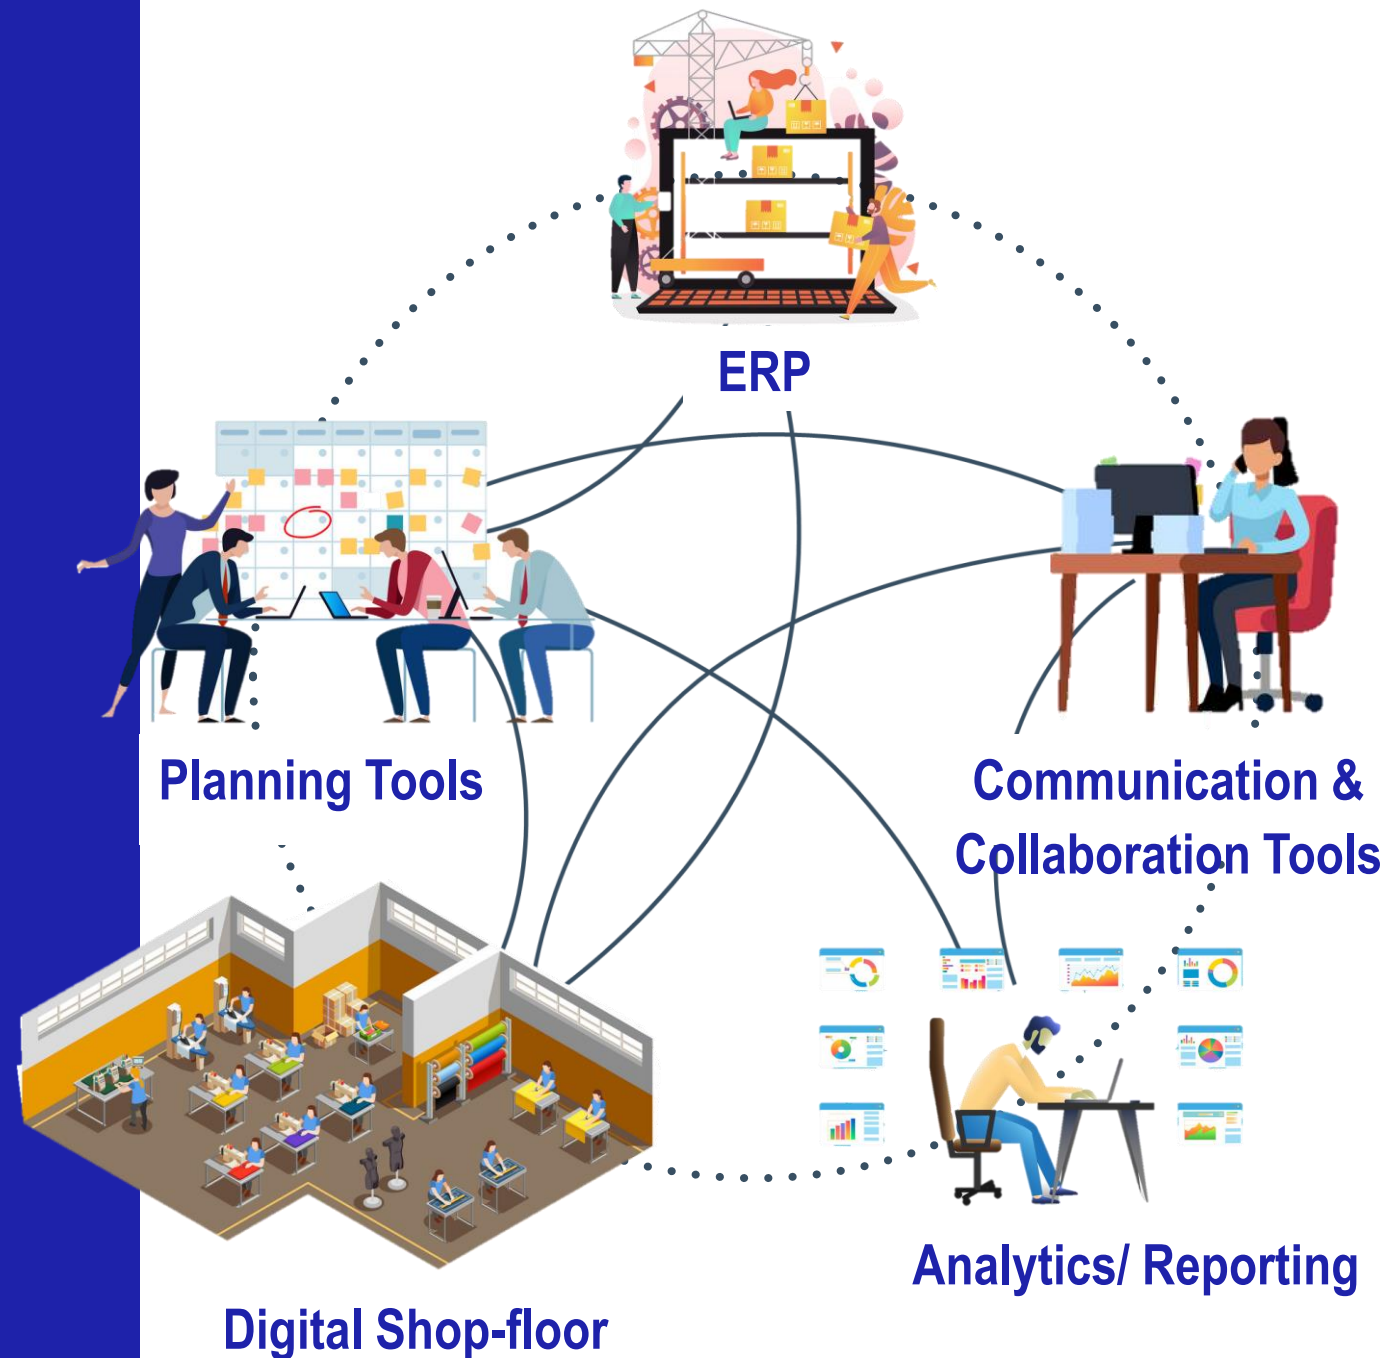 ERP
Planning Tools
Communication &
Collaboration Tools
Analytics/ Reporting
Digital Shop-floor